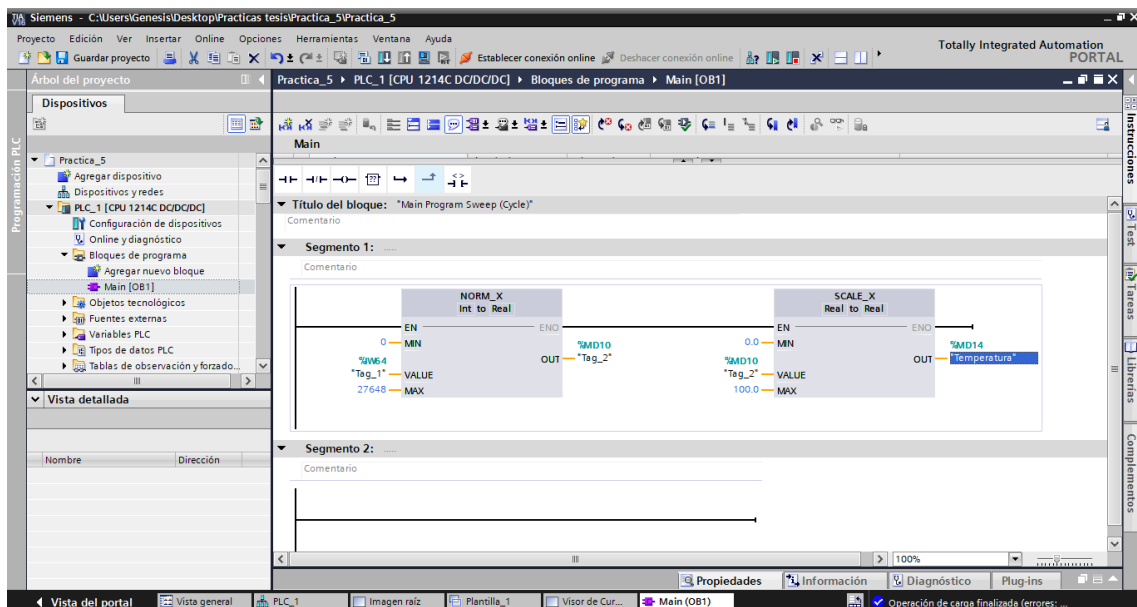 Siemens - C:\Users\Genesis\Desktop\Practicas tesis\Practica_5\Practica_5
Proyecto Edición Ver Insertar Online Opciones Herramientas Ventana Ayuda
Guardar proyecto Establecer conexión online Deshacer conexión online
Totally Integrated Automation
PORTAL
Árbol del proyecto
Practica_5 PLC_1 [CPU 1214C DC/DC/DC] Bloques de programa Main [OB1]
Dispositivos
Programación PLC
Main
Practica_5
Agregar dispositivo
Dispositivos y redes
PLC_1 [CPU 1214C DC/DC/DC]
Configuración de dispositivos
Online y diagnóstico
Bloques de programa
Agregar nuevo bloque
Main [OB1]
Objetos tecnológicos
Fuentes externas
Variables PLC
Tipos de datos PLC
Tablas de observación y forzado...
Vista detallada
Nombre Dirección
Título del bloque: "Main Program Sweep (Cycle)"
Comentario
Segmento 1: .....
Comentario
NORM_X
Int to Real
EN ENO
0 MIN
%MD10
OUT "Tag_2"
%IW64
"Tag_1" VALUE
27648 MAX
SCALE_X
Real to Real
EN ENO
0.0 MIN
%MD14
OUT "Temperatura"
%MD10
"Tag_2" VALUE
100.0 MAX
Segmento 2: .....
Comentario
100%
Propiedades Información Diagnóstico Plug-ins
Instrucciones
Test
Tareas
Librerías
Complementos
Vista del portal Vista general PLC_1 Imagen raíz Plantilla_1 Visor de Cur... Main (OB1) Operación de carga finalizada (errores: ...